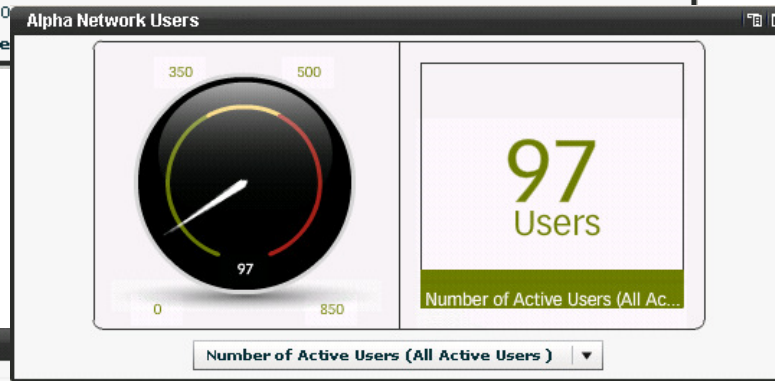 Alpha Network Users
350
500
97
0
850
97
Users
Number of Active Users (All Ac...
Number of Active Users (All Active Users )